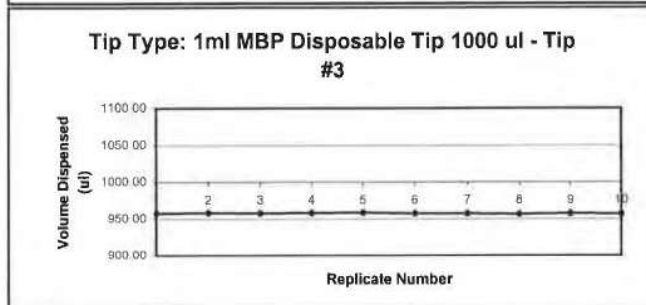 Tip Type: 1ml MBP Disposable Tip 1000 ul - Tip
#3
1100 00
1050 00
1000 00
950 00
900.00
Volume Dispensed
(ul)
2 3 4 5 6 7 8 9 10
Replicate Number